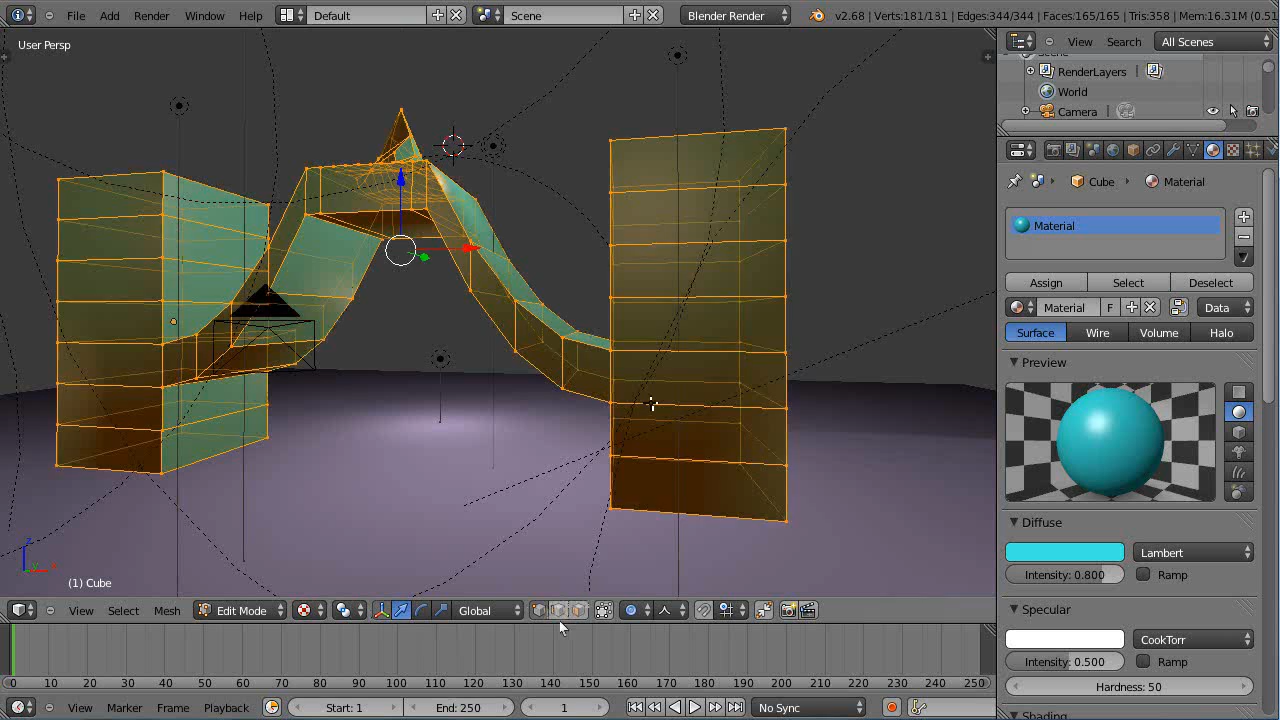 File Add Render Window Help Default Scene Blender Render v2.68 | Verts:181/181 | Edges:344/344 | Faces:165/165 | Tris:358 | Mem:16.31M (0.51
User Persp
View Search All Scenes
RenderLayers
World
Camera
Cube Material
Material
Assign Select Deselect
Material F Data
Surface Wire Volume Halo
Preview
Diffuse
Lambert
Intensity: 0.800 Ramp
Specular
CookTorr
Intensity: 0.500 Ramp
Hardness: 50
Shading
z
y x
(1) Cube
View Select Mesh Edit Mode Global
0 10 20 30 40 50 60 70 80 90 100 110 120 130 140 150 160 170 180 190 200 210 220 230 240 250
View Marker Frame Playback Start: 1 End: 250 1 No Sync